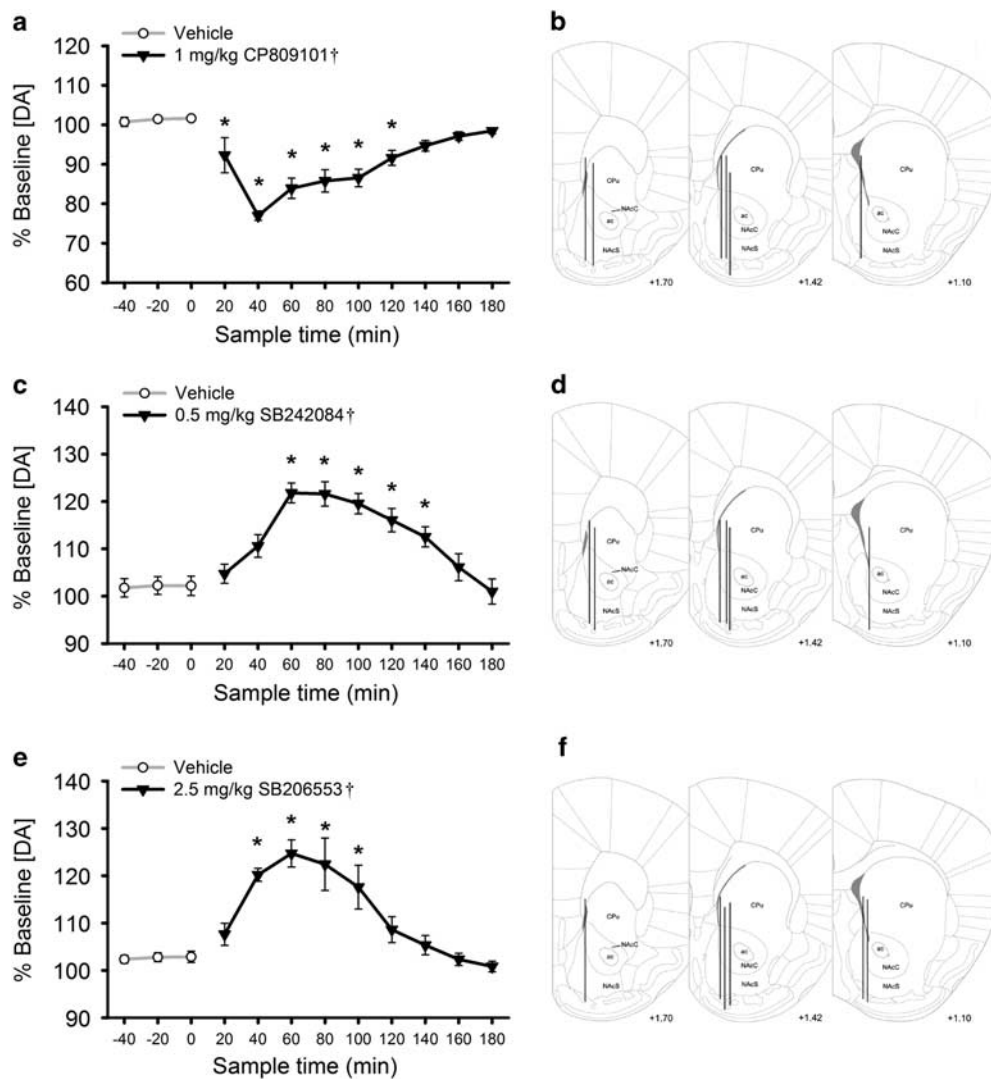 a
Vehicle
1 mg/kg CP809101†
120
110
100
90
80
70
60
% Baseline [DA]
* * * * * *
-40 -20 0 20 40 60 80 100 120 140 160 180
Sample time (min)
b
CPu
NAcC
ac
NAcS
+1.70
CPu
ac
NAcC
NAcS
+1.42
CPu
ac
NAcC
NAcS
+1.10
c
Vehicle
0.5 mg/kg SB242084†
140
130
120
110
100
90
% Baseline [DA]
* * * * *
-40 -20 0 20 40 60 80 100 120 140 160 180
Sample time (min)
d
CPu
NAcC
ac
NAcS
+1.70
CPu
ac
NAcC
NAcS
+1.42
CPu
ac
NAcC
NAcS
+1.10
e
Vehicle
2.5 mg/kg SB206553†
140
130
120
110
100
90
% Baseline [DA]
* * * *
-40 -20 0 20 40 60 80 100 120 140 160 180
Sample time (min)
f
CPu
NAcC
ac
NAcS
+1.70
CPu
ac
NAcC
NAcS
+1.42
CPu
ac
NAcC
NAcS
+1.10